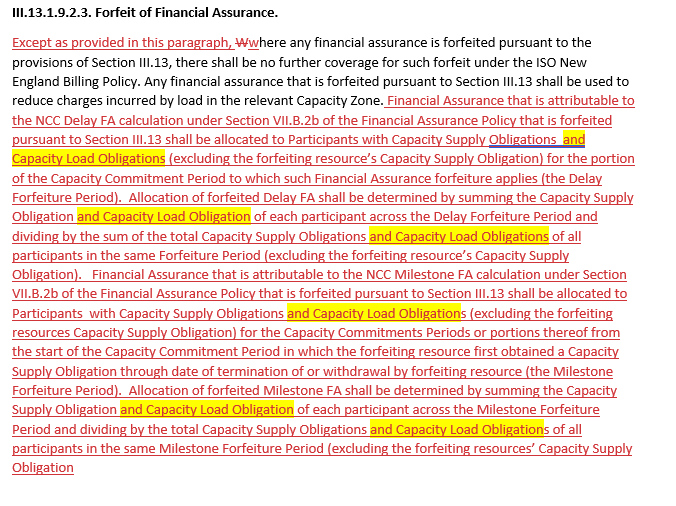 III.13.1.9.2.3. Forfeit of Financial Assurance.
Except as provided in this paragraph, Wwhere any financial assurance is forfeited pursuant to the
provisions of Section III.13, there shall be no further coverage for such forfeit under the ISO New
England Billing Policy. Any financial assurance that is forfeited pursuant to Section III.13 shall be used to
reduce charges incurred by load in the relevant Capacity Zone. Financial Assurance that is attributable to
the NCC Delay FA calculation under Section VII.B.2b of the Financial Assurance Policy that is forfeited
pursuant to Section III.13 shall be allocated to Participants with Capacity Supply Obligations and
Capacity Load Obligations (excluding the forfeiting resource's Capacity Supply Obligation) for the portion
of the Capacity Commitment Period to which such Financial Assurance forfeiture applies (the Delay
Forfeiture Period). Allocation of forfeited Delay FA shall be determined by summing the Capacity Supply
Obligation and Capacity Load Obligation of each participant across the Delay Forfeiture Period and
dividing by the sum of the total Capacity Supply Obligations and Capacity Load Obligations of all
participants in the same Forfeiture Period (excluding the forfeiting resource's Capacity Supply
Obligation). Financial Assurance that is attributable to the NCC Milestone FA calculation under Section
VII.B.2b of the Financial Assurance Policy that is forfeited pursuant to Section III.13 shall be allocated to
Participants with Capacity Supply Obligations and Capacity Load Obligations (excluding the forfeiting
resources Capacity Supply Obligation) for the Capacity Commitments Periods or portions thereof from
the start of the Capacity Commitment Period in which the forfeiting resource first obtained a Capacity
Supply Obligation through date of termination of or withdrawal by forfeiting resource (the Milestone
Forfeiture Period). Allocation of forfeited Milestone FA shall be determined by summing the Capacity
Supply Obligation and Capacity Load Obligation of each participant across the Milestone Forfeiture
Period and dividing by the total Capacity Supply Obligations and Capacity Load Obligations of all
participants in the same Milestone Forfeiture Period (excluding the forfeiting resources' Capacity Supply
Obligation